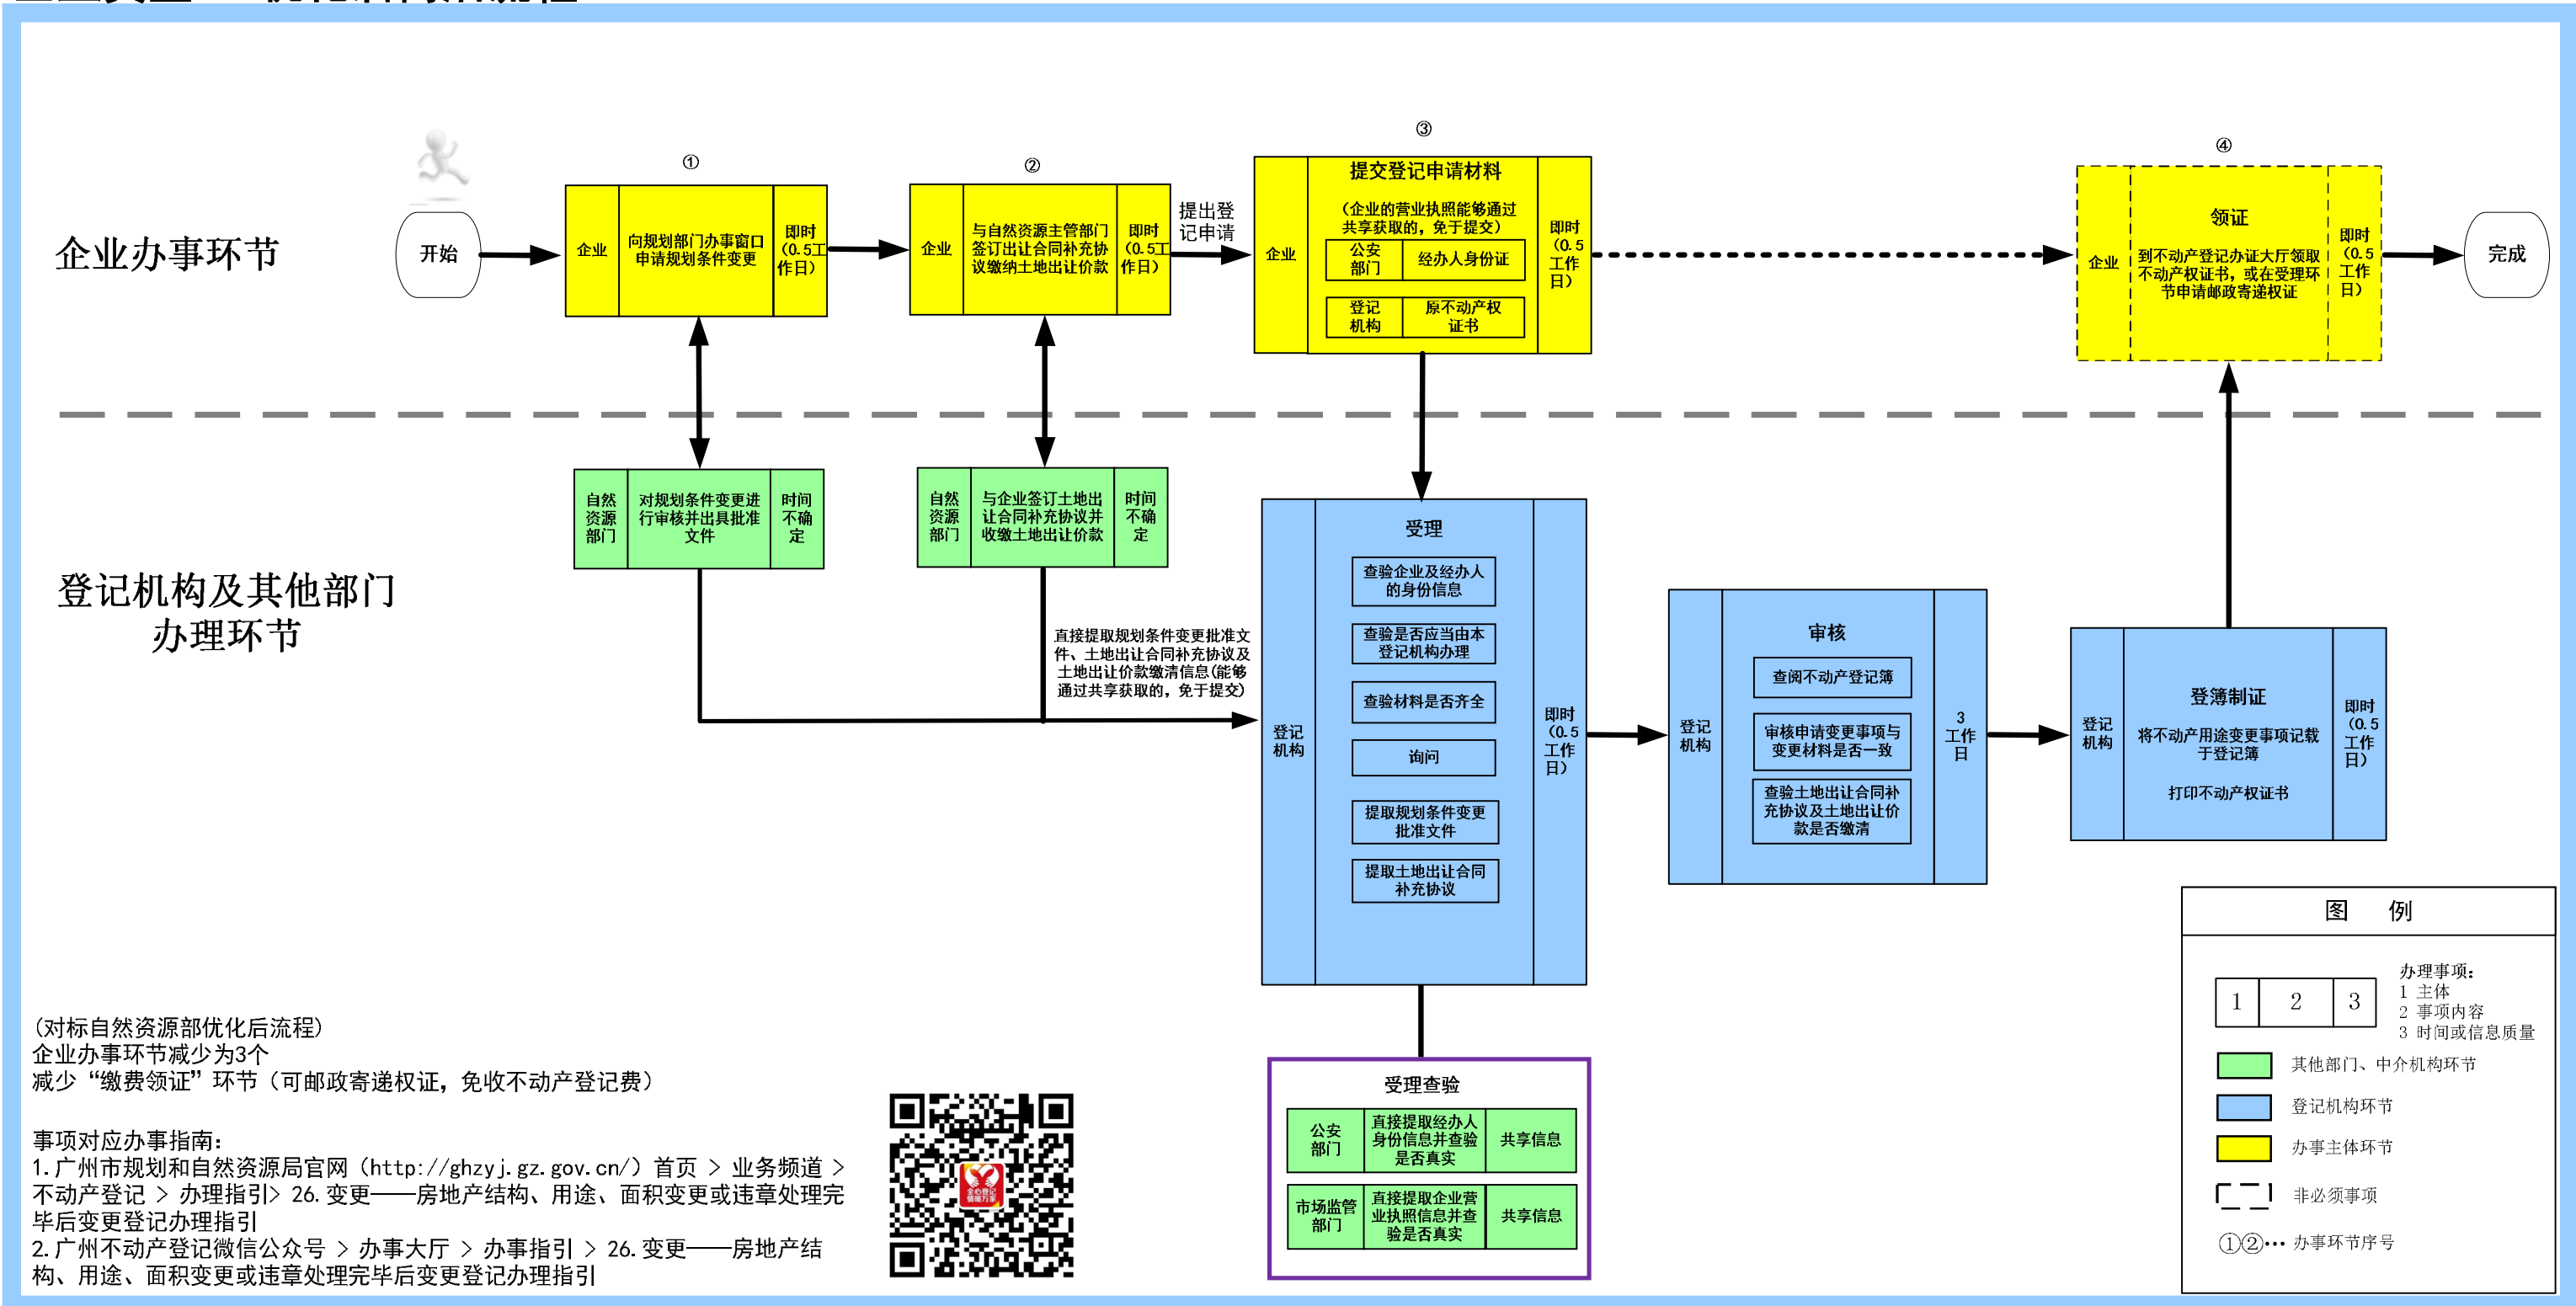 ①
②
③
④
企业办事环节
开始
企业
向规划部门办事窗口
申请规划条件变更
即时
（0.5工
作日）
企业
与自然资源主管部门
签订出让合同补充协
议缴纳土地出让价款
即时
（0.5工
作日）
提出登
记申请
企业
提交登记申请材料
（企业的营业执照能够通过
共享获取的，免于提交）
公安
部门
经办人身份证
登记
机构
原不动产权
证书
即时
（0.5
工作
日）
企业
领证
到不动产登记办证大厅领取
不动产权证书，或在受理环
节申请邮政寄递权证
即时
（0.5
工作
日）
完成
登记机构及其他部门
办理环节
自然
资源
部门
对规划条件变更进
行审核并出具批准
文件
时间
不确
定
自然
资源
部门
与企业签订土地出
让合同补充协议并
收缴土地出让价款
时间
不确
定
直接提取规划条件变更批准文
件、土地出让合同补充协议及
土地出让价款缴清信息(能够
通过共享获取的，免于提交)
登记
机构
受理
查验企业及经办人
的身份信息
查验是否应当由本
登记机构办理
查验材料是否齐全
询问
提取规划条件变更
批准文件
提取土地出让合同
补充协议
即时
（0.5
工作
日）
登记
机构
审核
查阅不动产登记簿
审核申请变更事项与
变更材料是否一致
查验土地出让合同补
充协议及土地出让价
款是否缴清
3
工作
日
登记
机构
登簿制证
将不动产用途变更事项记载
于登记簿
打印不动产权证书
即时
（0.5
工作
日）
受理查验
公安
部门
直接提取经办人
身份信息并查验
是否真实
共享信息
市场监管
部门
直接提取企业营
业执照信息并查
验是否真实
共享信息
(对标自然资源部优化后流程)
企业办事环节减少为3个
减少“缴费领证”环节（可邮政寄递权证，免收不动产登记费）
事项对应办事指南：
1.广州市规划和自然资源局官网（http://ghzyj.gz.gov.cn/）首页 > 业务频道 >
不动产登记 > 办理指引> 26.变更——房地产结构、用途、面积变更或违章处理完
毕后变更登记办理指引
2.广州不动产登记微信公众号 > 办事大厅 > 办事指引 > 26.变更——房地产结
构、用途、面积变更或违章处理完毕后变更登记办理指引
全心登记
情暖万家
图 例
1 2 3
办理事项：
1 主体
2 事项内容
3 时间或信息质量
其他部门、中介机构环节
登记机构环节
办事主体环节
非必须事项
①②… 办事环节序号